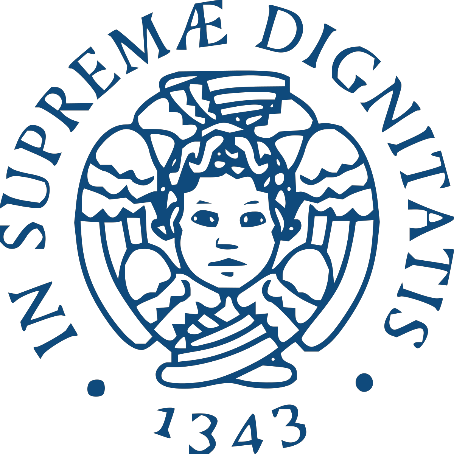 IN SUPREMÆ DIGNITATIS
1343